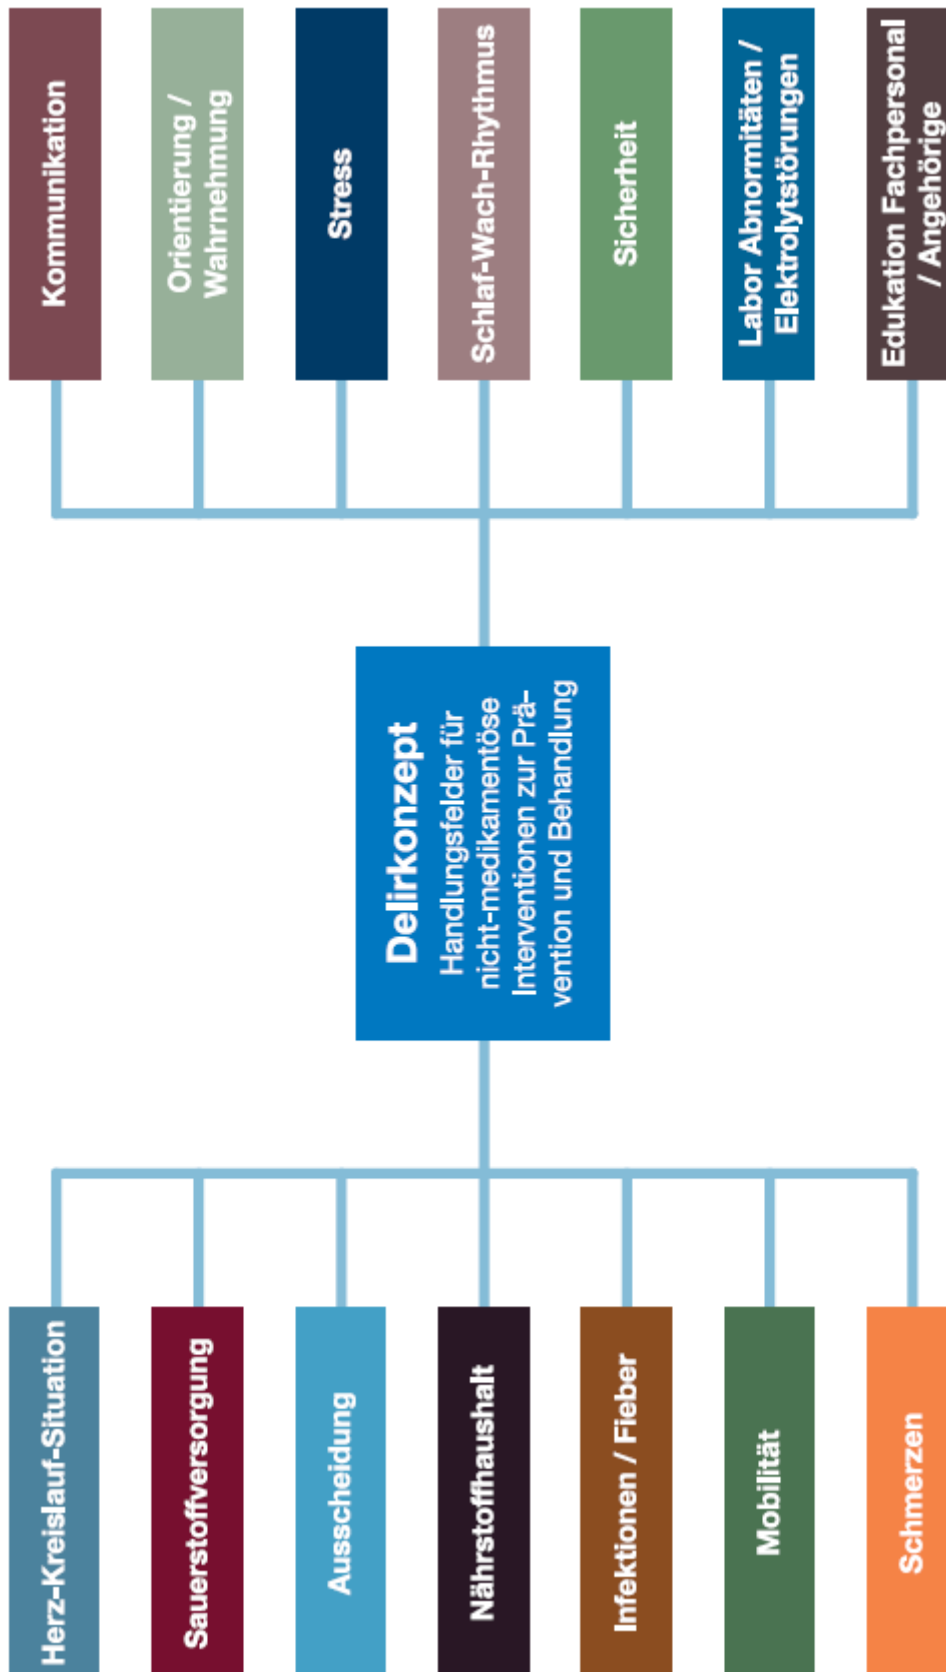 Herz-Kreislauf-Situation
Sauerstoffversorgung
Ausscheidung
Nährstoffhaushalt
Infektionen / Fieber
Mobilität
Schmerzen
Delirkonzept
Handlungsfelder für
nicht-medikamentöse
Interventionen zur Prä-
vention und Behandlung
Kommunikation
Orientierung /
Wahrnehmung
Stress
Schlaf-Wach-Rhythmus
Sicherheit
Labor Abnormitäten /
Elektrolytstörungen
Edukation Fachpersonal
/ Angehörige